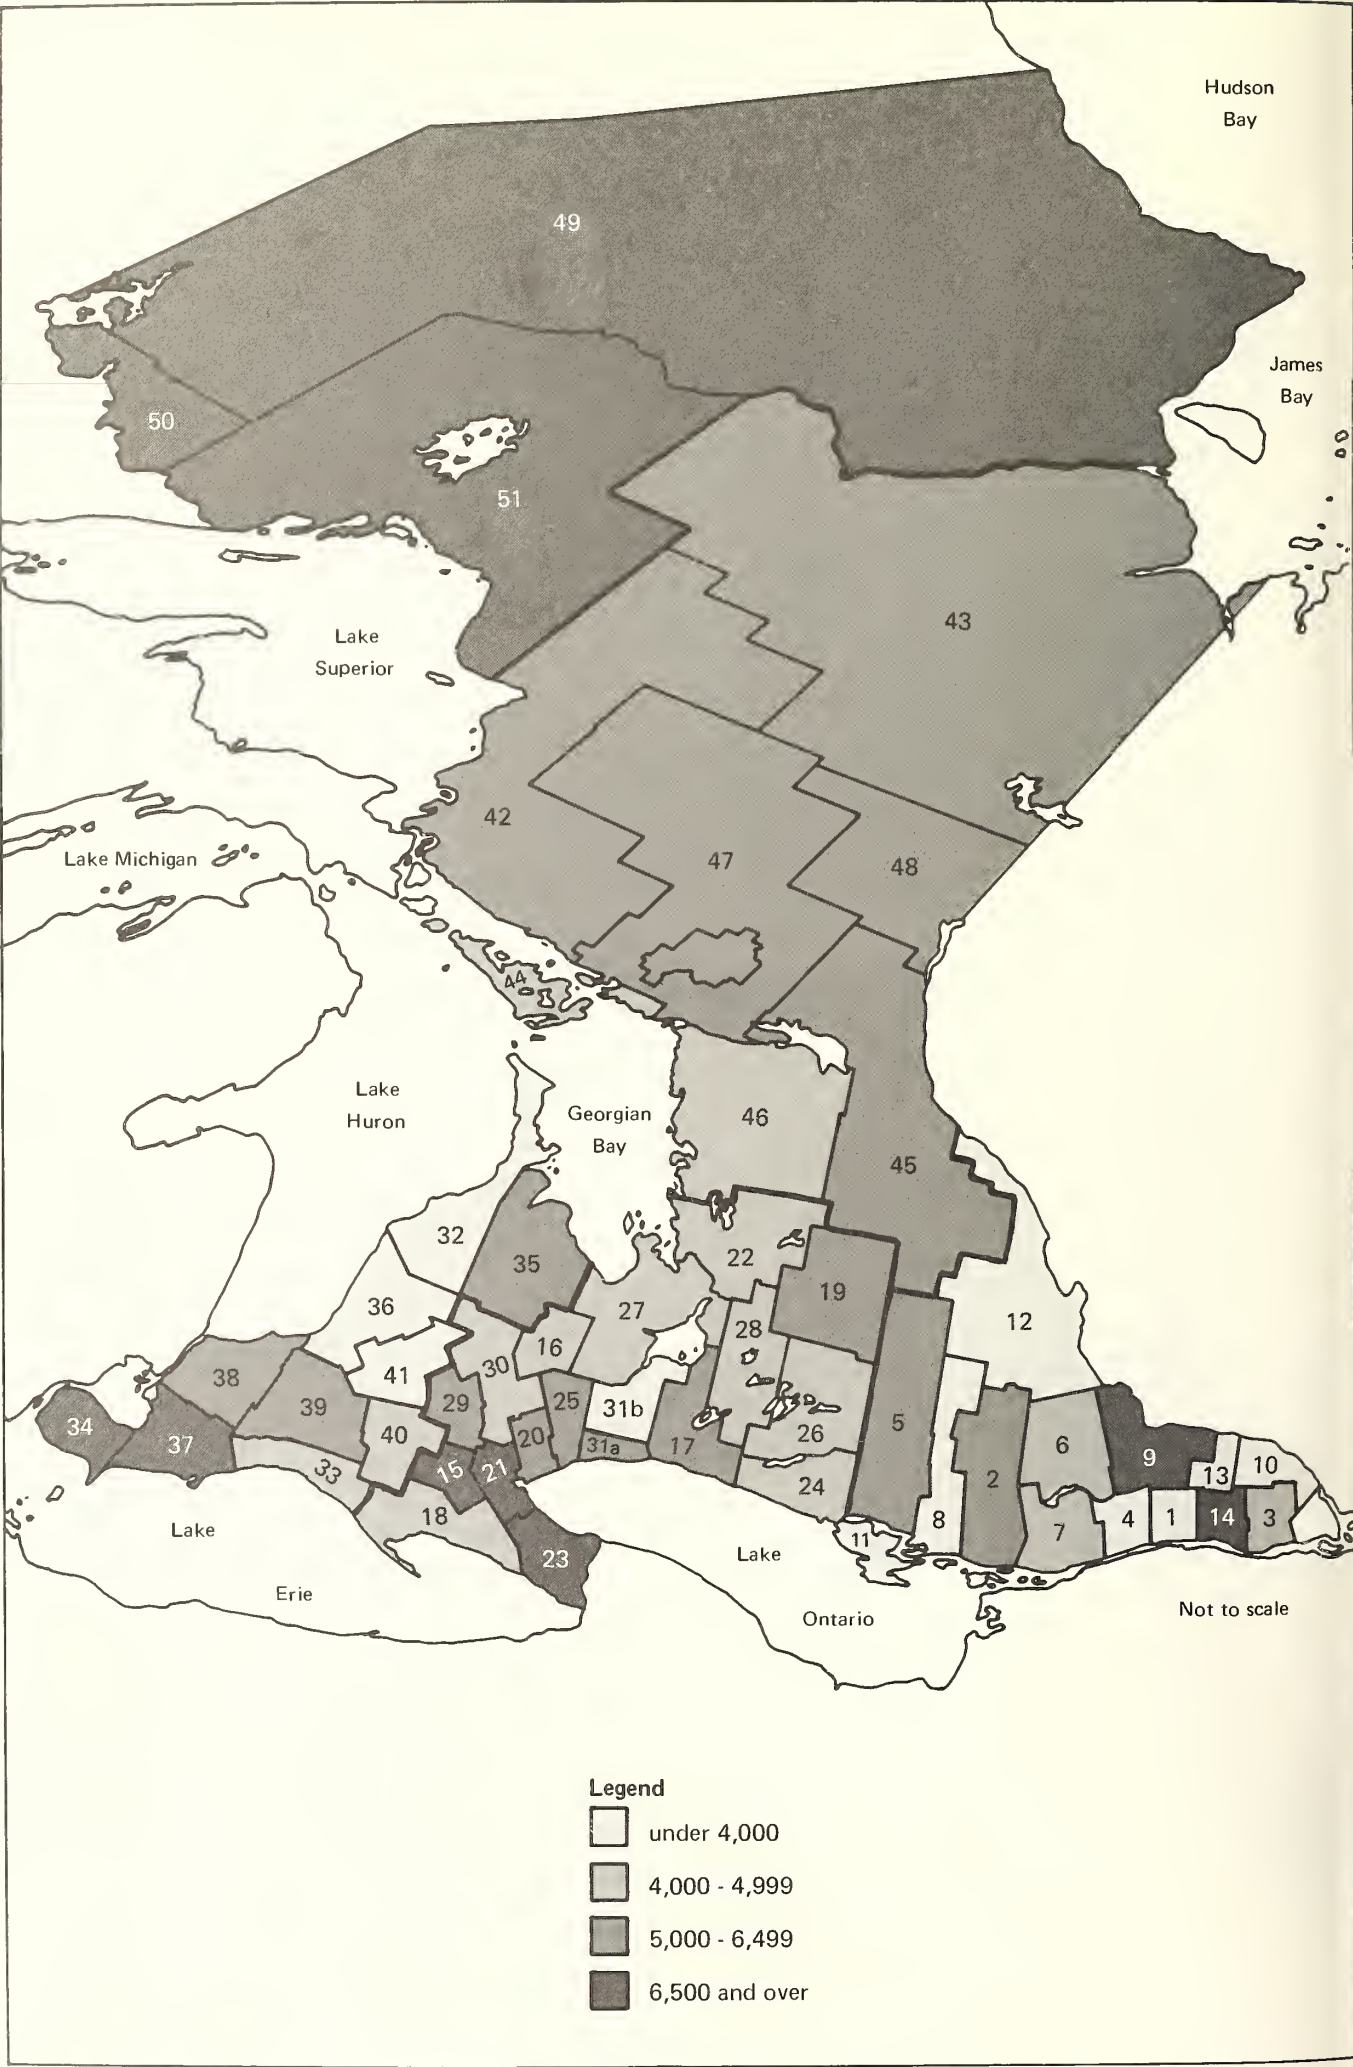 Hudson
Bay
49
James
Bay
50
51
43
Lake
Superior
42
Lake Michigan
47
48
44
Lake
Huron
Georgian
Bay
46
45
32
35
22
19
36
27
12
28
16
30
41
38
29
39
25
31b
5
34
37
40
20
31a
17
26
6
9
13
10
33
15
21
24
2
18
8
7
4
1
14
3
Lake
Erie
23
Lake
Ontario
11
Not to scale
Legend
under 4,000
4,000 - 4,999
5,000 - 6,499
6,500 and over